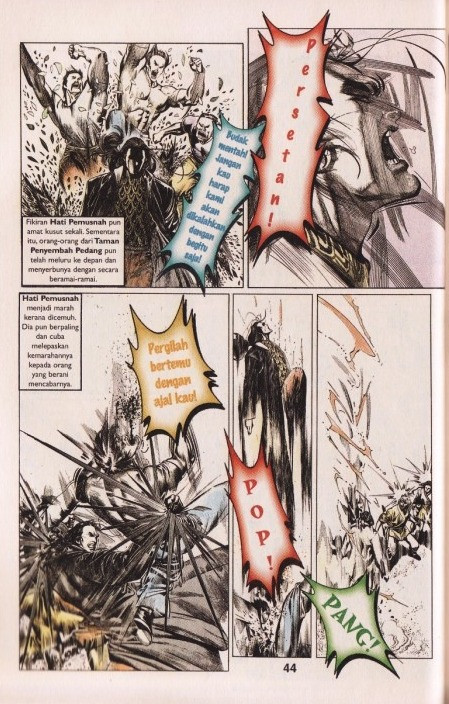 Budak
mentah!
Jangan
kau
harap
kami
akan
dikalahkan
dengan
begitu
saja!
Persetan!
Fikiran Hati Pemusnah pun
amat kusut sekali. Sementara
itu, orang-orang dari Taman
Penyembah Pedang pun
telah meluru ke depan dan
menyerbunya dengan secara
beramai-ramai.
Hati Pemusnah
menjadi marah
kerana dicemuh.
Dia pun berpaling
dan cuba
melepaskan
kemarahannya
kepada orang
yang berani
mencabarnya.
Pergilah
bertemu
dengan
ajal kau!
POP!
PANG!
44